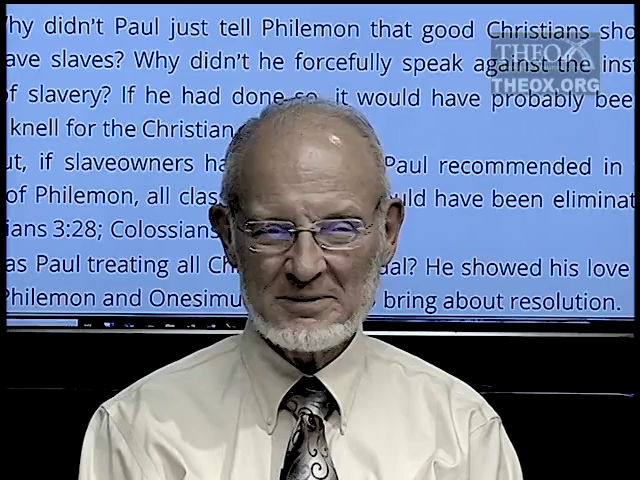 hy didn't Paul just tell Philemon that good Christians sho
ave slaves? Why didn't he forcefully speak against the inst
of slavery? If he had done so, it would have probably bee
knell for the Christian
ut, if slaveowners ha Paul recommended in
of Philemon, all clas uld have been eliminat
ians 3:28; Colossians
as Paul treating all Ch al? He showed his love
Philemon and Onesimu bring about resolution.
THEOX
THEOX.ORG